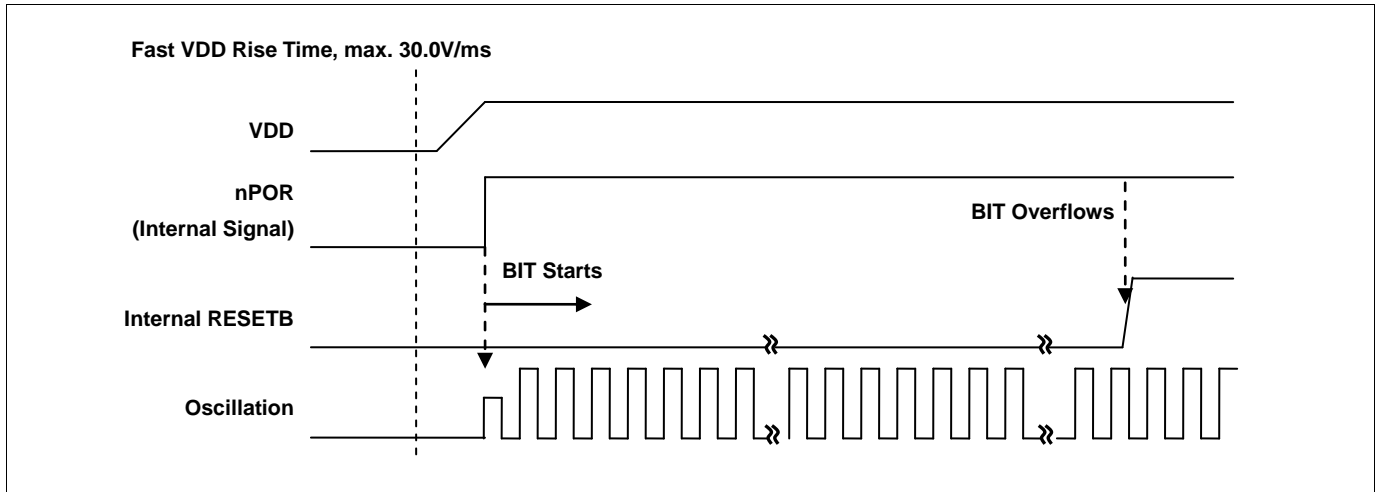 Fast VDD Rise Time, max. 30.0V/ms
VDD
nPOR
(Internal Signal)
BIT Overflows
BIT Starts
Internal RESETB
Oscillation